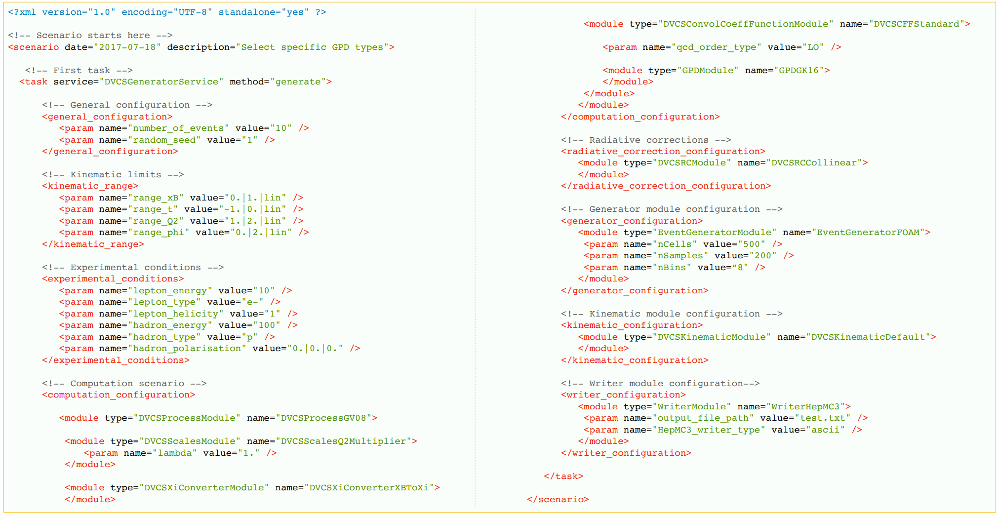 <?xml version="1.0" encoding="UTF-8" standalone="yes" ?>
<!-- Scenario starts here -->
<scenario date="2017-07-18" description="Select specific GPD types">
<!-- First task -->
<task service="DVCSGeneratorService" method="generate">
<!-- General configuration -->
<general_configuration>
<param name="number_of_events" value="10" />
<param name="random_seed" value="1" />
</general_configuration>
<!-- Kinematic limits -->
<kinematic_range>
<param name="range_xB" value="0.|1.|lin" />
<param name="range_t" value="-1.|0.|lin" />
<param name="range_Q2" value="1.|2.|lin" />
<param name="range_phi" value="0.|2.|lin" />
</kinematic_range>
<!-- Experimental conditions -->
<experimental_conditions>
<param name="lepton_energy" value="10" />
<param name="lepton_type" value="e-" />
<param name="lepton_helicity" value="1" />
<param name="hadron_energy" value="100" />
<param name="hadron_type" value="p" />
<param name="hadron_polarisation" value="0.|0.|0." />
</experimental_conditions>
<!-- Computation scenario -->
<computation_configuration>
<module type="DVCSProcessModule" name="DVCSProcessGV08">
<module type="DVCSScalesModule" name="DVCSScalesQ2Multiplier">
<param name="lambda" value="1." />
</module>
<module type="DVCSXiConverterModule" name="DVCSXiConverterXBToXi">
</module>
<module type="DVCSConvolCoeffFunctionModule" name="DVCSCFFStandard">
<param name="qcd_order_type" value="LO" />
<module type="GPDModule" name="GPDGK16">
</module>
</module>
</module>
</computation_configuration>
<!-- Radiative corrections -->
<radiative_correction_configuration>
<module type="DVCSRCModule" name="DVCSRCCollinear">
</module>
</radiative_correction_configuration>
<!-- Generator module configuration -->
<generator_configuration>
<module type="EventGeneratorModule" name="EventGeneratorFOAM">
<param name="nCells" value="500" />
<param name="nSamples" value="200" />
<param name="nBins" value=“8" />
</module>
</generator_configuration>
<!-- Kinematic module configuration -->
<kinematic_configuration>
<module type="DVCSKinematicModule" name="DVCSKinematicDefault">
</module>
</kinematic_configuration>
<!-- Writer module configuration-->
<writer_configuration>
<module type="WriterModule" name="WriterHepMC3">
<param name="output_file_path" value="test.txt" />
<param name="HepMC3_writer_type" value="ascii" />
</module>
</writer_configuration>
</task>
</scenario>